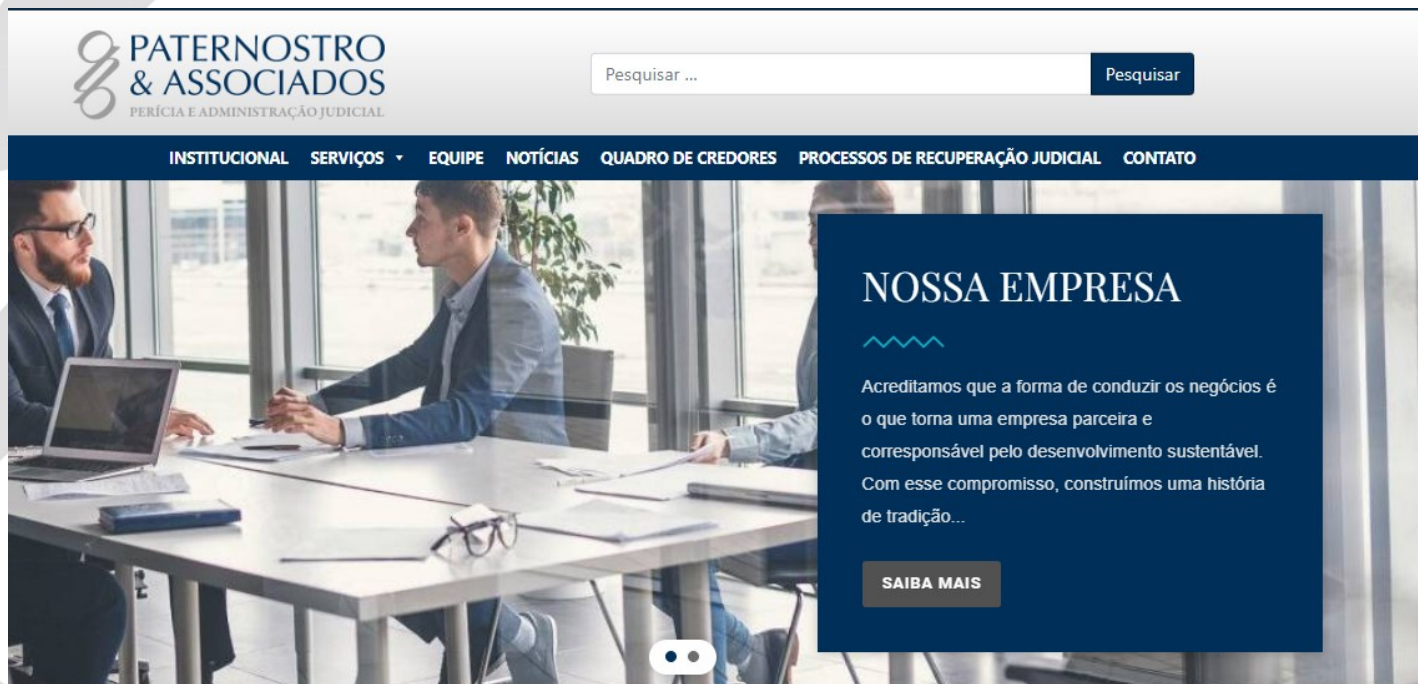 PATERNOSTRO
& ASSOCIADOS
PERÍCIA E ADMINISTRAÇÃO JUDICIAL
Pesquisar ...
Pesquisar
INSTITUCIONAL SERVIÇOS EQUIPE NOTÍCIAS QUADRO DE CREDORES PROCESSOS DE RECUPERAÇÃO JUDICIAL CONTATO
NOSSA EMPRESA
Acreditamos que a forma de conduzir os negócios é
o que torna uma empresa parceira e
corresponsável pelo desenvolvimento sustentável.
Com esse compromisso, construímos uma história
de tradição...
SAIBA MAIS